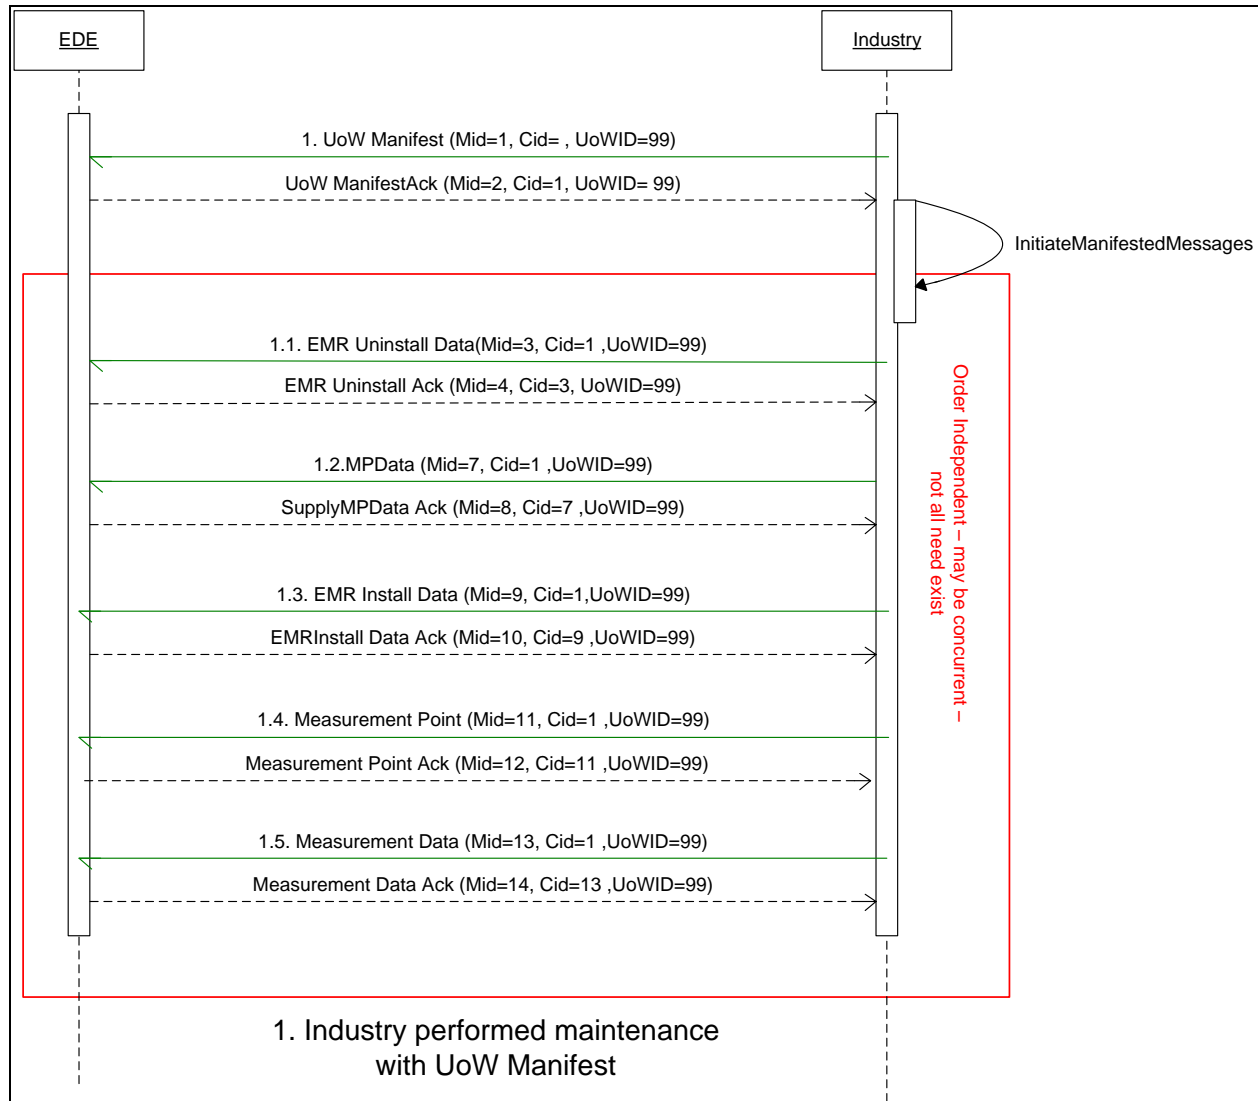 EDE
Industry
1. UoW Manifest (Mid=1, Cid= , UoWID=99)
UoW ManifestAck (Mid=2, Cid=1, UoWID= 99)
InitiateManifestedMessages
1.1. EMR Uninstall Data(Mid=3, Cid=1 ,UoWID=99)
EMR Uninstall Ack (Mid=4, Cid=3, UoWID=99)
Order Independent – may be concurrent –
not all need exist
1.2.MPData (Mid=7, Cid=1 ,UoWID=99)
SupplyMPData Ack (Mid=8, Cid=7 ,UoWID=99)
1.3. EMR Install Data (Mid=9, Cid=1,UoWID=99)
EMRInstall Data Ack (Mid=10, Cid=9 ,UoWID=99)
1.4. Measurement Point (Mid=11, Cid=1 ,UoWID=99)
Measurement Point Ack (Mid=12, Cid=11 ,UoWID=99)
1.5. Measurement Data (Mid=13, Cid=1 ,UoWID=99)
Measurement Data Ack (Mid=14, Cid=13 ,UoWID=99)
1. Industry performed maintenance
with UoW Manifest